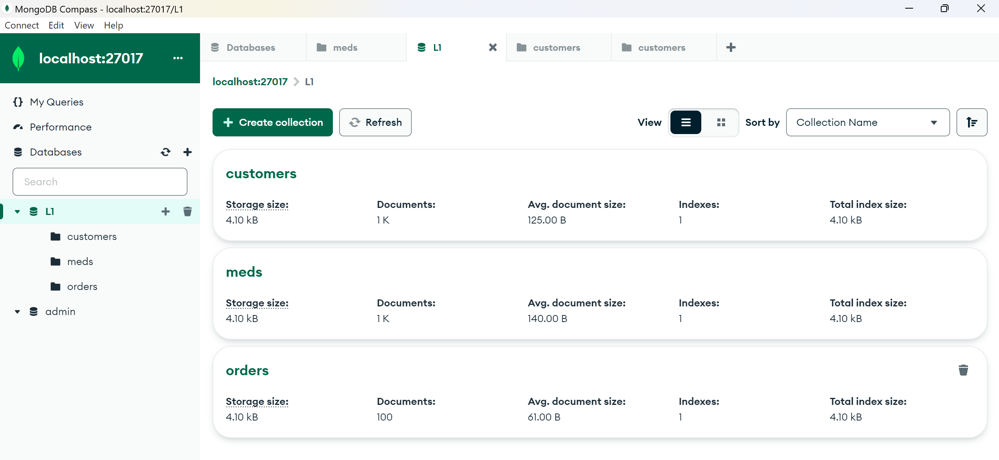 MongoDB Compass - localhost:27017/L1
Connect Edit View Help
localhost:27017
My Queries
Performance
Databases
Search
L1
customers
meds
orders
admin
Databases meds L1 customers customers
localhost:27017 L1
Create collection Refresh View Sort by Collection Name
customers
Storage size: Documents: Avg. document size: Indexes: Total index size:
4.10 kB 1 K 125.00 B 1 4.10 kB
meds
Storage size: Documents: Avg. document size: Indexes: Total index size:
4.10 kB 1 K 140.00 B 1 4.10 kB
orders
Storage size: Documents: Avg. document size: Indexes: Total index size:
4.10 kB 100 61.00 B 1 4.10 kB